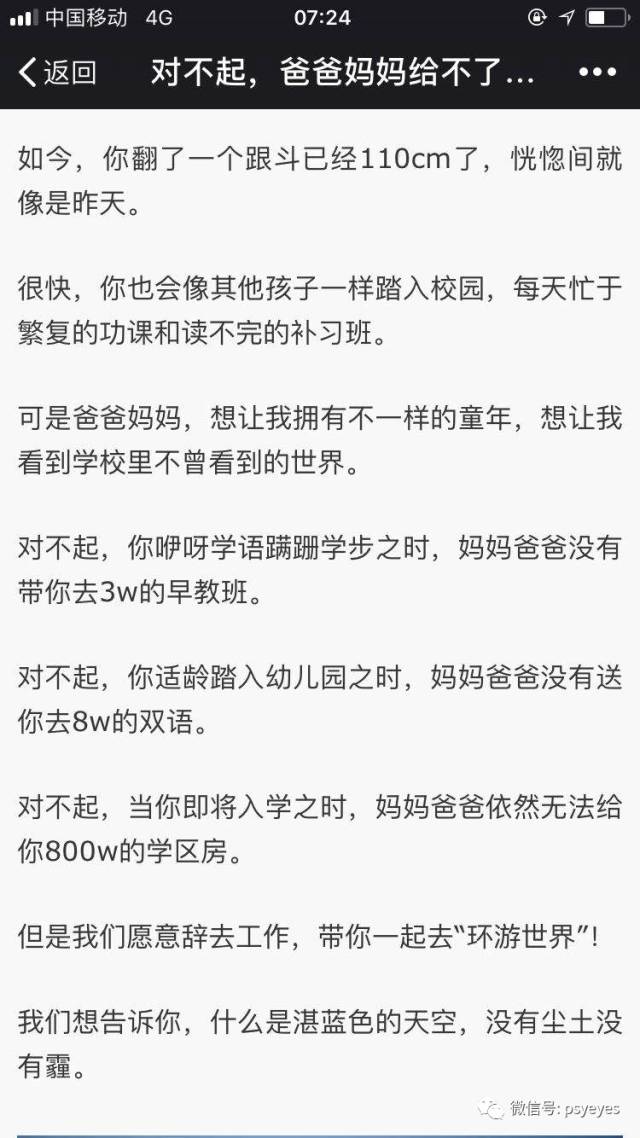 中国移动 4G 07:24
返回 对不起，爸爸妈妈给不了...
如今，你翻了一个跟斗已经110cm了，恍惚间就
像是昨天。
很快，你也会像其他孩子一样踏入校园，每天忙于
繁复的功课和读不完的补习班。
可是爸爸妈妈，想让我拥有不一样的童年，想让我
看到学校里不曾看到的世界。
对不起，你咿呀学语蹒跚学步之时，妈妈爸爸没有
带你去3w的早教班。
对不起，你适龄踏入幼儿园之时，妈妈爸爸没有送
你去8w的双语。
对不起，当你即将入学之时，妈妈爸爸依然无法给
你800w的学区房。
但是我们愿意辞去工作，带你一起去“环游世界”！
我们想告诉你，什么是湛蓝色的天空，没有尘土没
有霾。
微信号: psyeyes